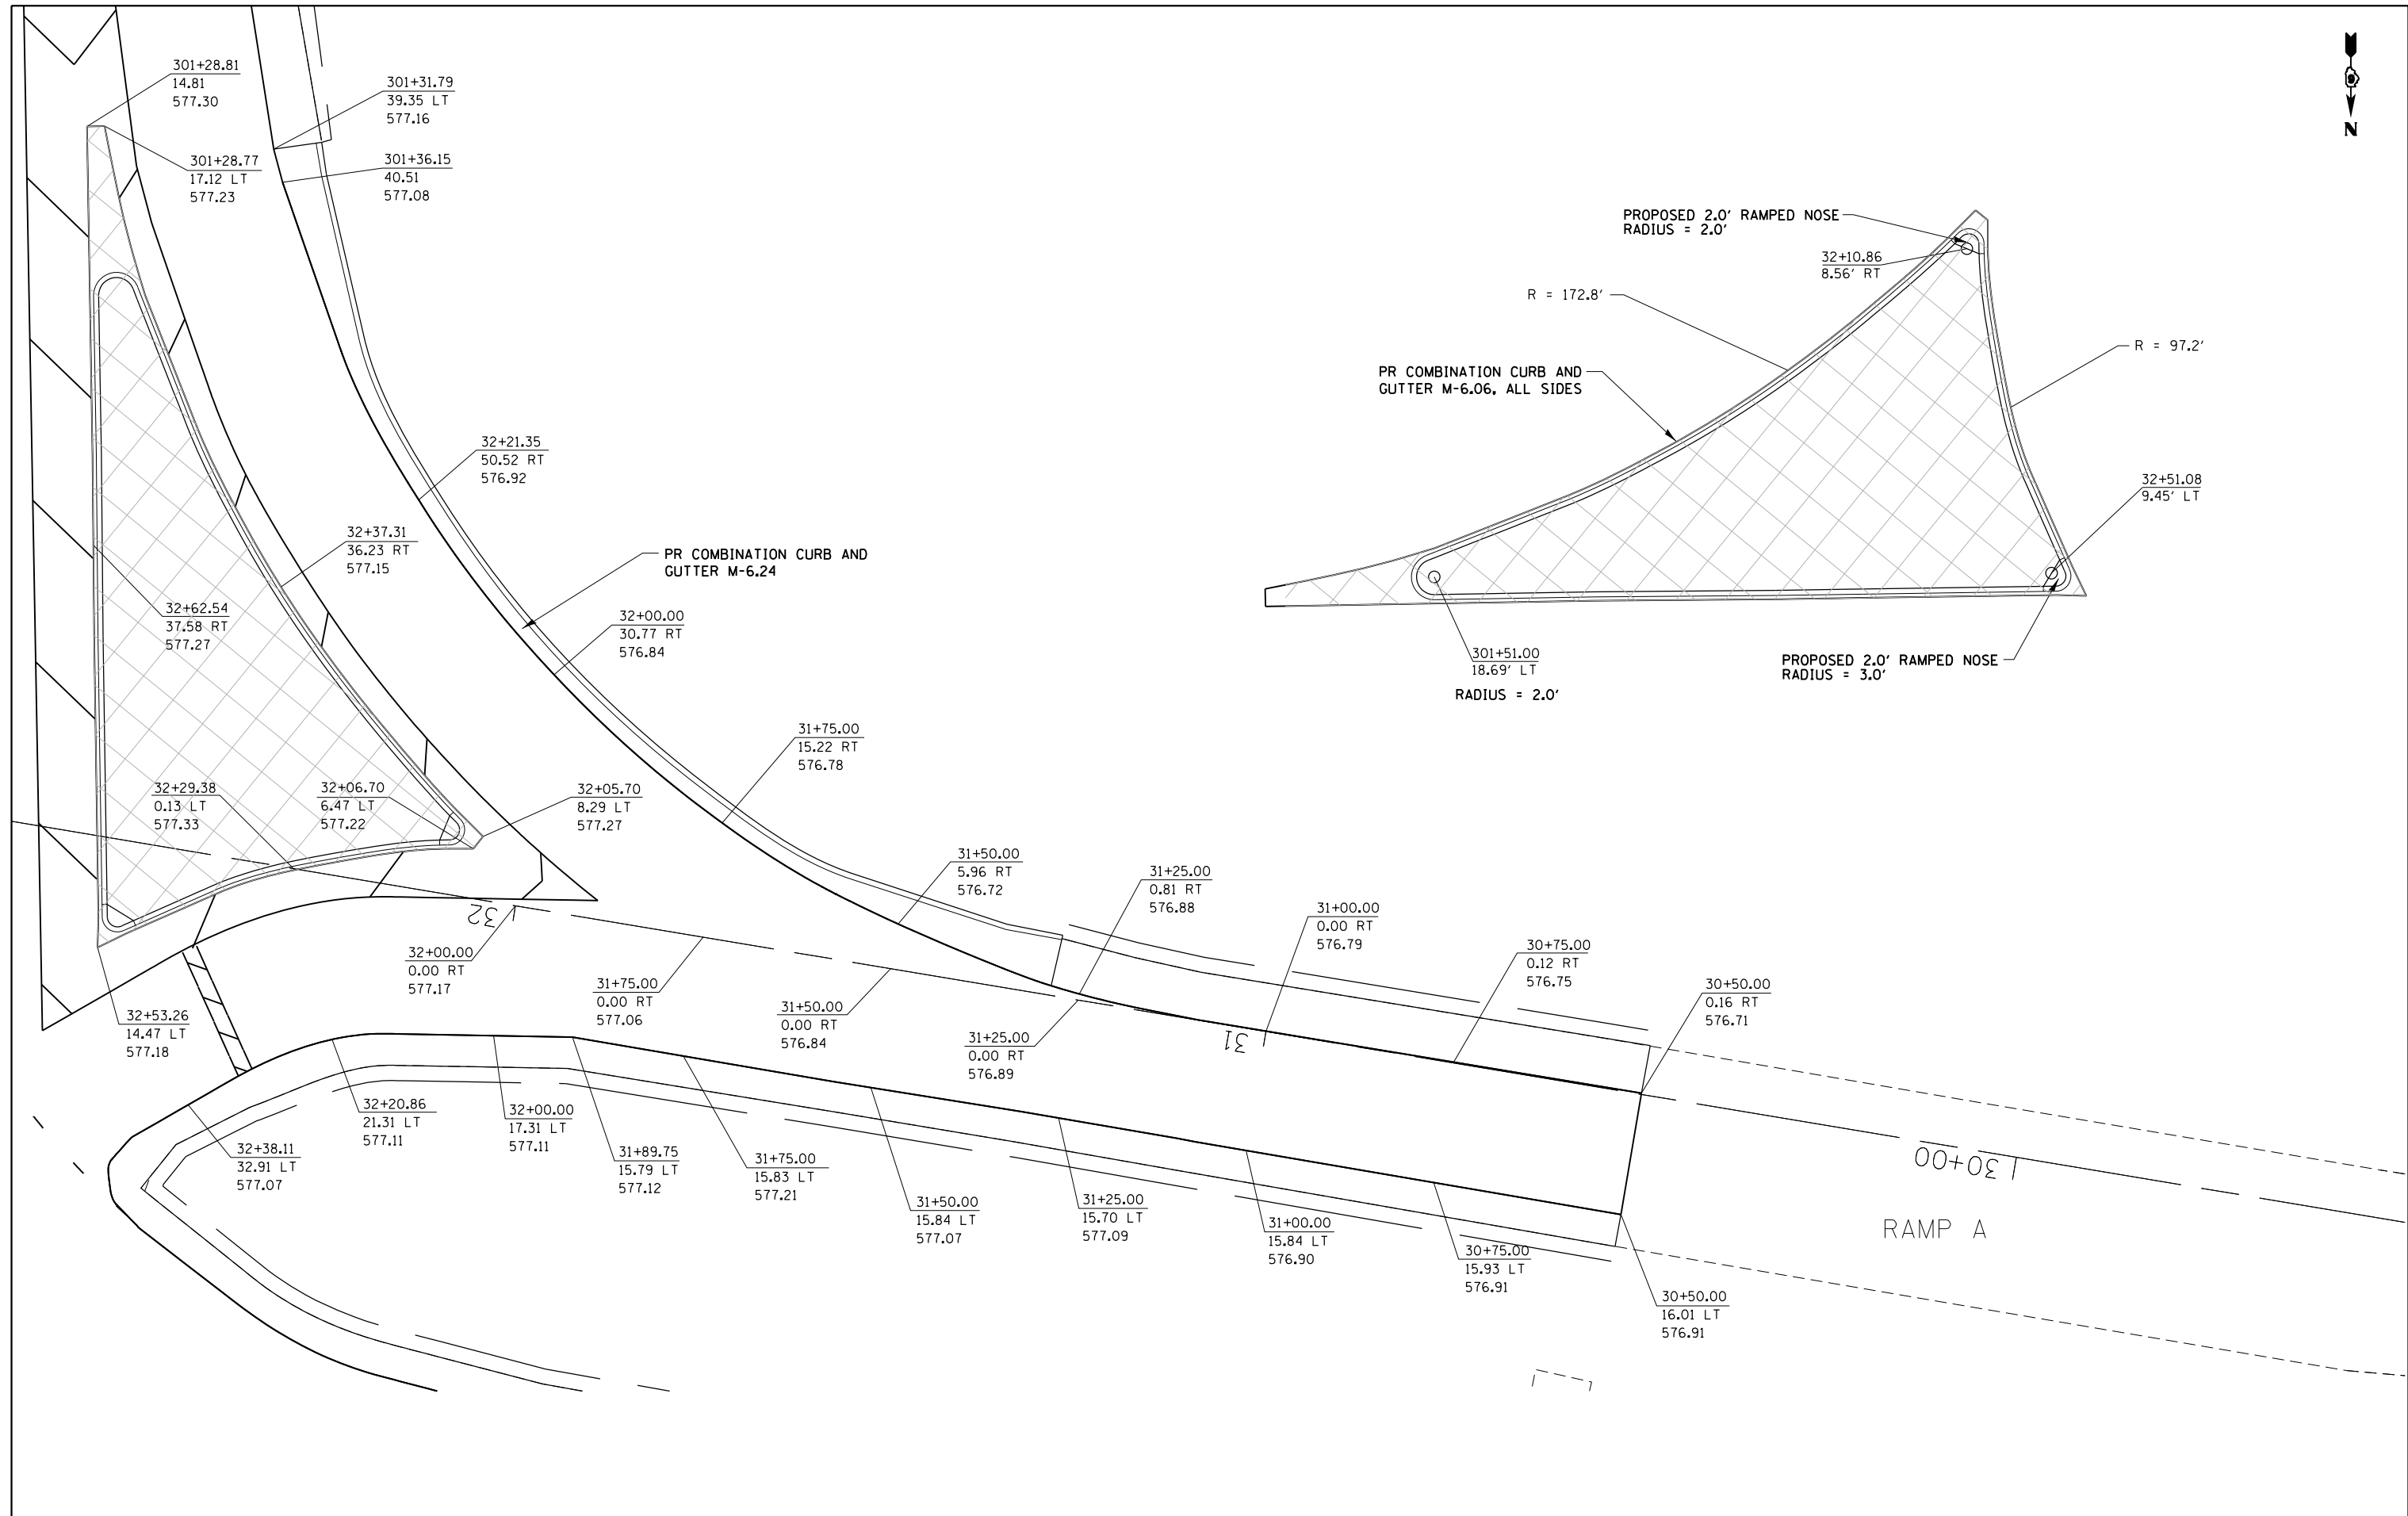 301+28.81
14.81
577.30
301+31.79
39.35 LT
577.16
301+28.77
17.12 LT
577.23
301+36.15
40.51
577.08
N
PROPOSED 2.0' RAMPED NOSE
RADIUS = 2.0'
32+10.86
8.56' RT
R = 172.8'
R = 97.2'
PR COMBINATION CURB AND
GUTTER M-6.06, ALL SIDES
32+51.08
9.45' LT
301+51.00
18.69' LT
RADIUS = 2.0'
PROPOSED 2.0' RAMPED NOSE
RADIUS = 3.0'
32+21.35
50.52 RT
576.92
32+37.31
36.23 RT
577.15
PR COMBINATION CURB AND
GUTTER M-6.24
32+62.54
37.58 RT
577.27
32+00.00
30.77 RT
576.84
31+75.00
15.22 RT
576.78
32+29.38
0.13 LT
577.33
32+06.70
6.47 LT
577.22
32+05.70
8.29 LT
577.27
31+50.00
5.96 RT
576.72
31+25.00
0.81 RT
576.88
31+00.00
0.00 RT
576.79
30+75.00
0.12 RT
576.75
30+50.00
0.16 RT
576.71
32
32+00.00
0.00 RT
577.17
31+75.00
0.00 RT
577.06
31+50.00
0.00 RT
576.84
31+25.00
0.00 RT
576.89
31
32+53.26
14.47 LT
577.18
32+38.11
32.91 LT
577.07
32+20.86
21.31 LT
577.11
32+00.00
17.31 LT
577.11
31+89.75
15.79 LT
577.12
31+75.00
15.83 LT
577.21
31+50.00
15.84 LT
577.07
31+25.00
15.70 LT
577.09
31+00.00
15.84 LT
576.90
30+75.00
15.93 LT
576.91
30+50.00
16.01 LT
576.91
30+00
RAMP A